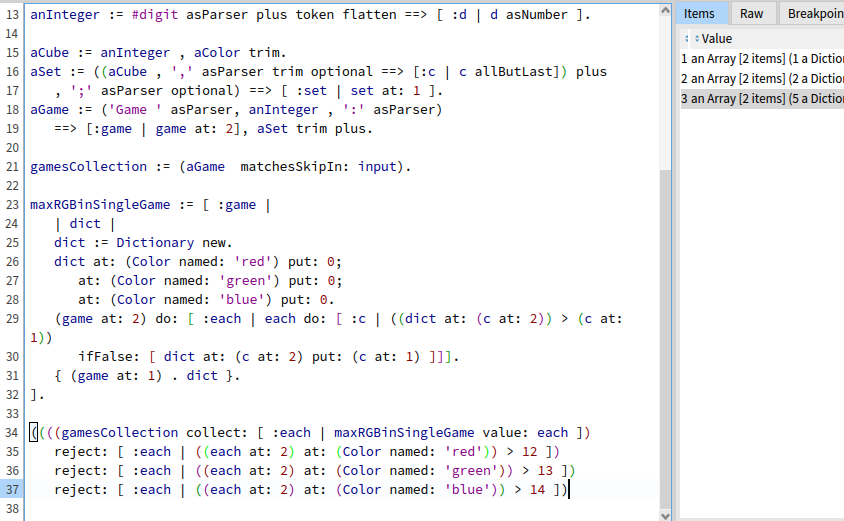 13 anInteger := #digit asParser plus token flatten ==> [ :d | d asNumber ].
14
15 aCube := anInteger , aColor trim.
16 aSet := ((aCube , ',' asParser trim optional ==> [:c | c allButLast]) plus
17 , ';' asParser optional) ==> [ :set | set at: 1 ].
18 aGame := ('Game ' asParser, anInteger , ':' asParser)
19 ==> [:game | game at: 2], aSet trim plus.
20
21 gamesCollection := (aGame  matchesSkipIn: input).
22
23 maxRGBinSingleGame := [ :game |
24 | dict |
25 dict := Dictionary new.
26 dict at: (Color named: 'red') put: 0;
27 at: (Color named: 'green') put: 0;
28 at: (Color named: 'blue') put: 0.
29 (game at: 2) do: [ :each | each do: [ :c | ((dict at: (c at: 2)) > (c at:
1))
30 ifFalse: [ dict at: (c at: 2) put: (c at: 1) ]]].
31 { (game at: 1) . dict }.
32 ].
33
34 ((((gamesCollection collect: [ :each | maxRGBinSingleGame value: each ])
35 reject: [ :each | ((each at: 2) at: (Color named: 'red')) > 12 ])
36 reject: [ :each | ((each at: 2) at: (Color named: 'green')) > 13 ])
37 reject: [ :each | ((each at: 2) at: (Color named: 'blue')) > 14 ])
38
Items Raw Breakpoin
Value
1 an Array [2 items] (1 a Dictio
2 an Array [2 items] (2 a Dictio
3 an Array [2 items] (5 a Dictio